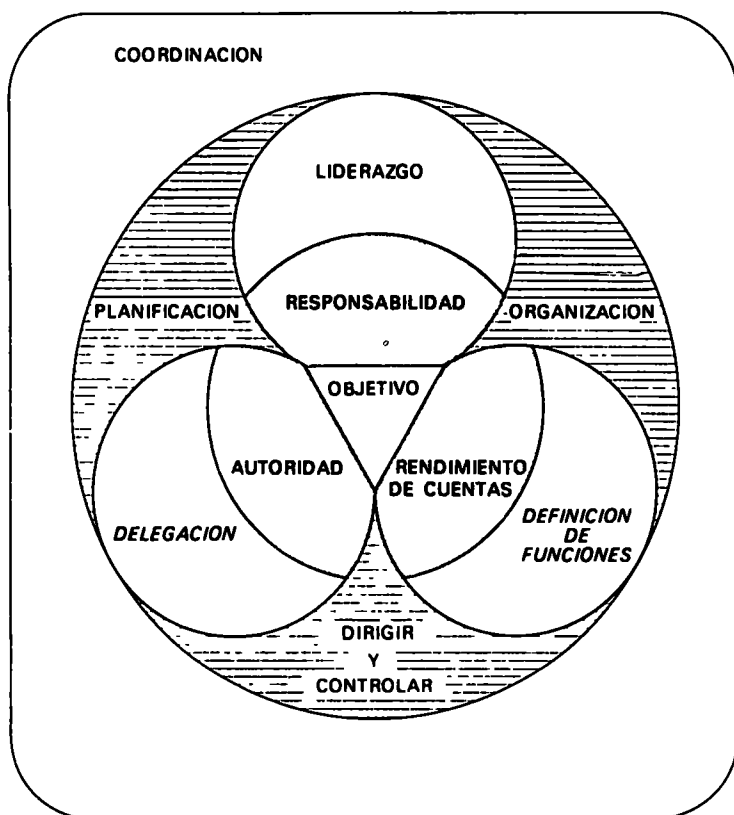 COORDINACION
LIDERAZGO
RESPONSABILIDAD
PLANIFICACION
ORGANIZACION
OBJETIVO
AUTORIDAD
RENDIMIENTO
DE CUENTAS
DELEGACION
DEFINICION
DE
FUNCIONES
DIRIGIR
Y
CONTROLAR